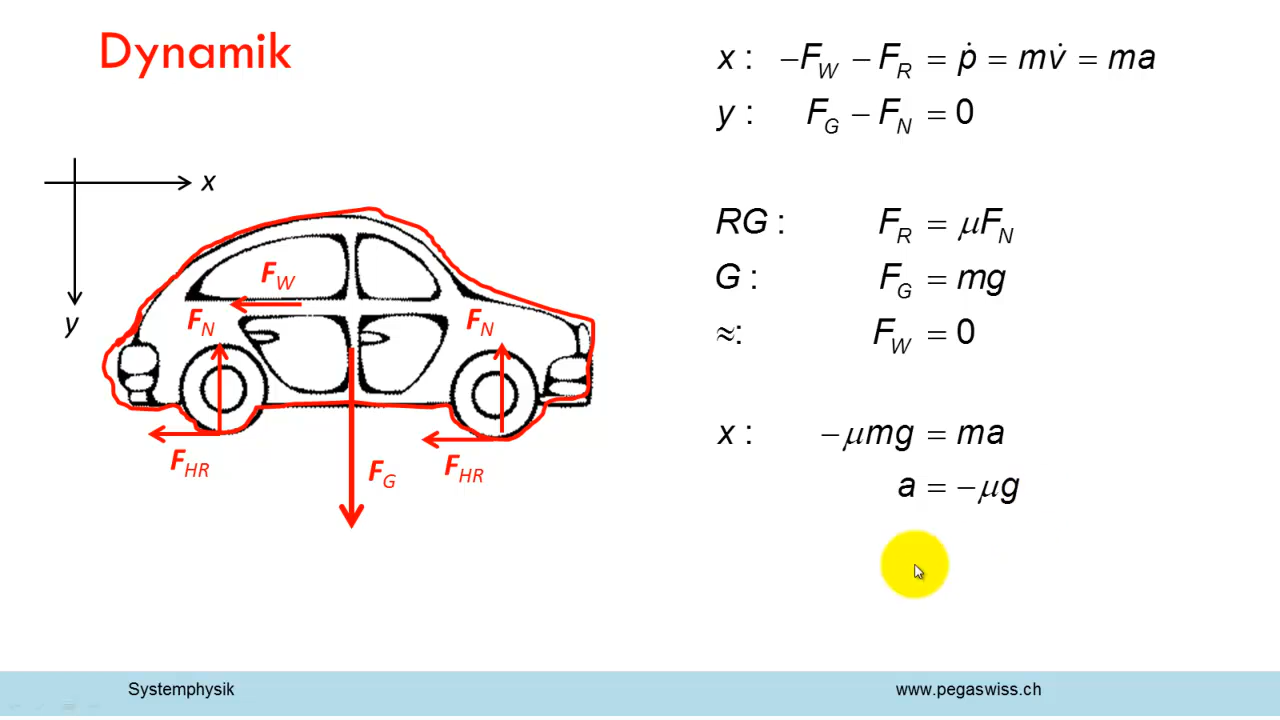 Dynamik
x : −F_W − F_R = ṗ = mv̇ = ma
y : F_G − F_N = 0
x
y
F_W
F_N
F_N
F_HR
F_G
F_HR
RG : F_R = μF_N
G : F_G = mg
≈: F_W = 0
x : −μmg = ma
a = −μg
Systemphysik
www.pegaswiss.ch